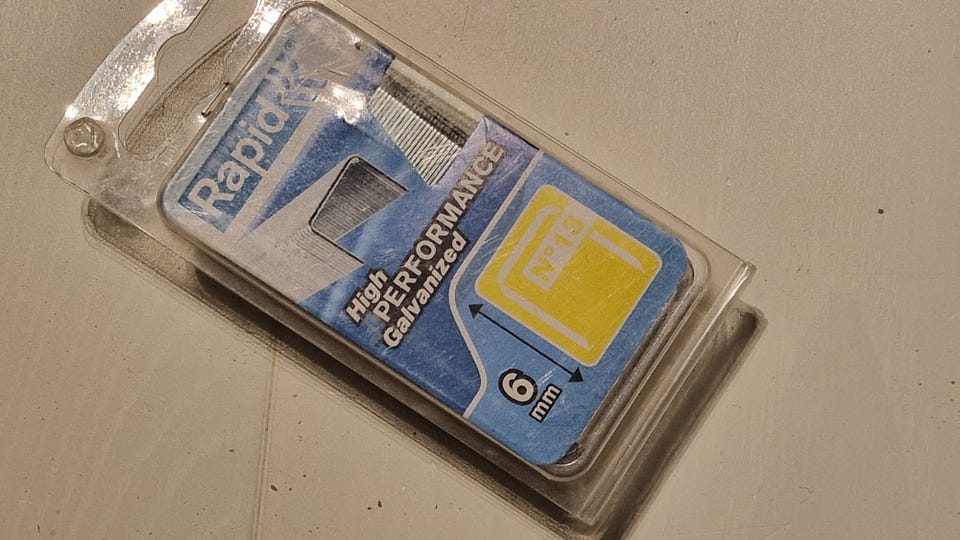 Rapid
High
PERFORMANCE
Galvanized
N°13
6
mm